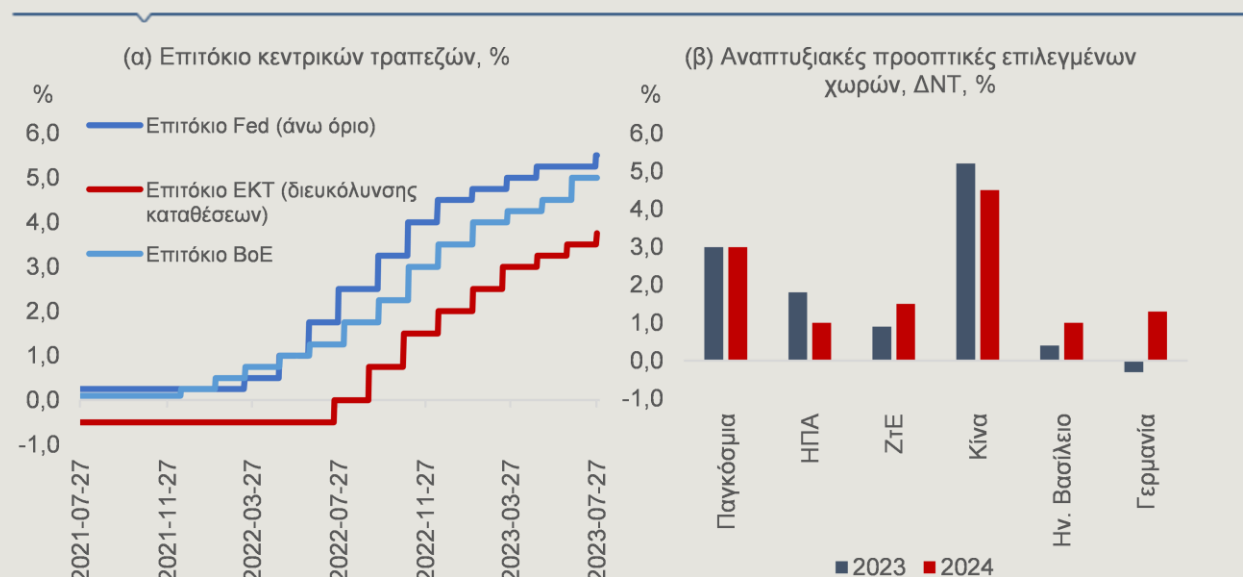 (α) Επιτόκιο κεντρικών τραπεζών, %
%
6,0
5,0
4,0
3,0
2,0
1,0
0,0
-1,0
Επιτόκιο Fed (άνω όριο)
Επιτόκιο ΕΚΤ (διευκόλυνσης
καταθέσεων)
Επιτόκιο BoE
2021-07-27
2021-11-27
2022-03-27
2022-07-27
2022-11-27
2023-03-27
2023-07-27
(β) Αναπτυξιακές προοπτικές επιλεγμένων
χωρών, ΔΝΤ, %
%
6,0
5,0
4,0
3,0
2,0
1,0
0,0
-1,0
Παγκόσμια
ΗΠΑ
ΖτΕ
Κίνα
Ην. Βασίλειο
Γερμανία
2023
2024